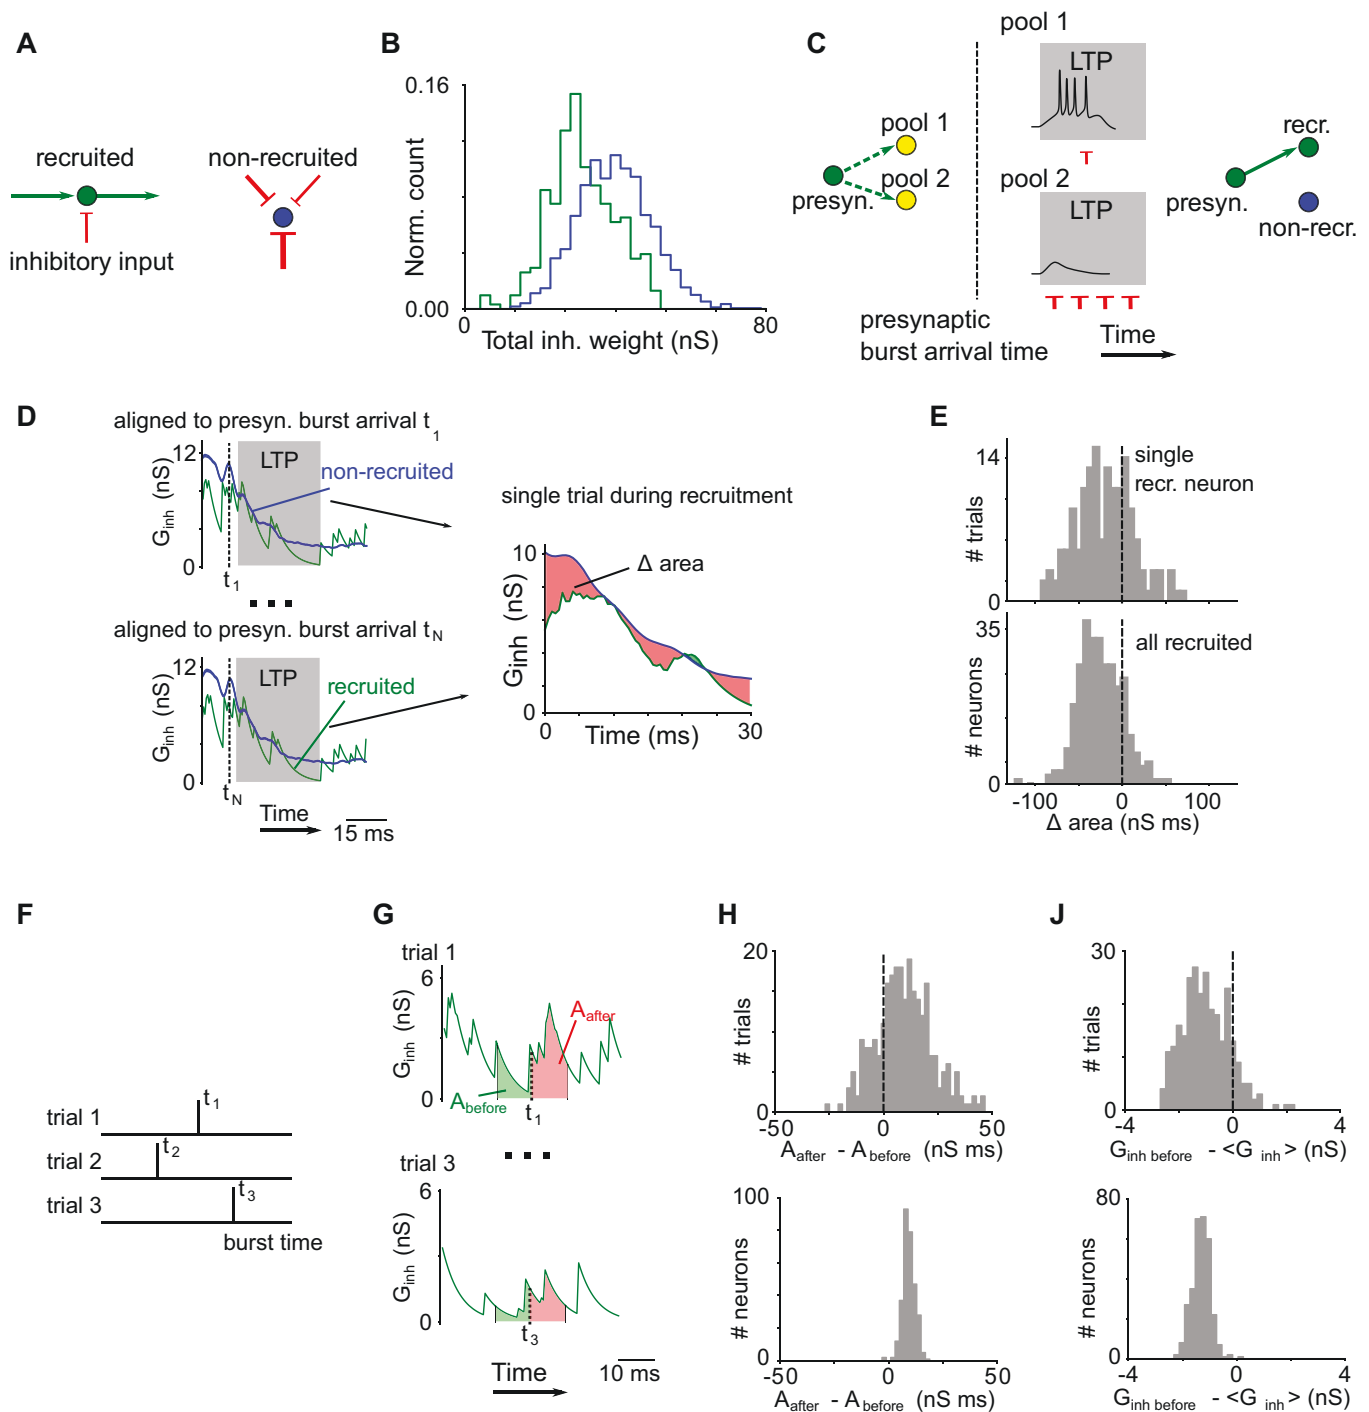 A
recruited
non-recruited
inhibitory input
B
0.16
Norm. count
0.00
0
80
Total inh. weight (nS)
C
pool 1
LTP
pool 1
pool 2
presyn.
pool 2
LTP
recr.
presyn.
non-recr.
presynaptic
burst arrival time
Time
D
aligned to presyn. burst arrival t1
12
Ginh (nS)
0
LTP
non-recruited
t1
aligned to presyn. burst arrival tN
12
Ginh (nS)
0
LTP
recruited
tN
Time
15 ms
single trial during recruitment
10
Ginh (nS)
0
Δ area
0
30
Time (ms)
E
14
# trials
0
single
recr. neuron
35
# neurons
0
all recruited
-100
0
100
Δ area (nS ms)
F
trial 1
t1
trial 2
t2
trial 3
t3
burst time
G
trial 1
6
Ginh (nS)
0
Aafter
Abefore
t1
trial 3
6
Ginh (nS)
0
t3
Time
10 ms
H
20
# trials
0
-50
0
50
Aafter - Abefore (nS ms)
100
# neurons
0
-50
0
50
Aafter - Abefore (nS ms)
J
30
# trials
0
-4
0
4
Ginh before - <Ginh> (nS)
80
# neurons
0
-4
0
4
Ginh before - <Ginh> (nS)